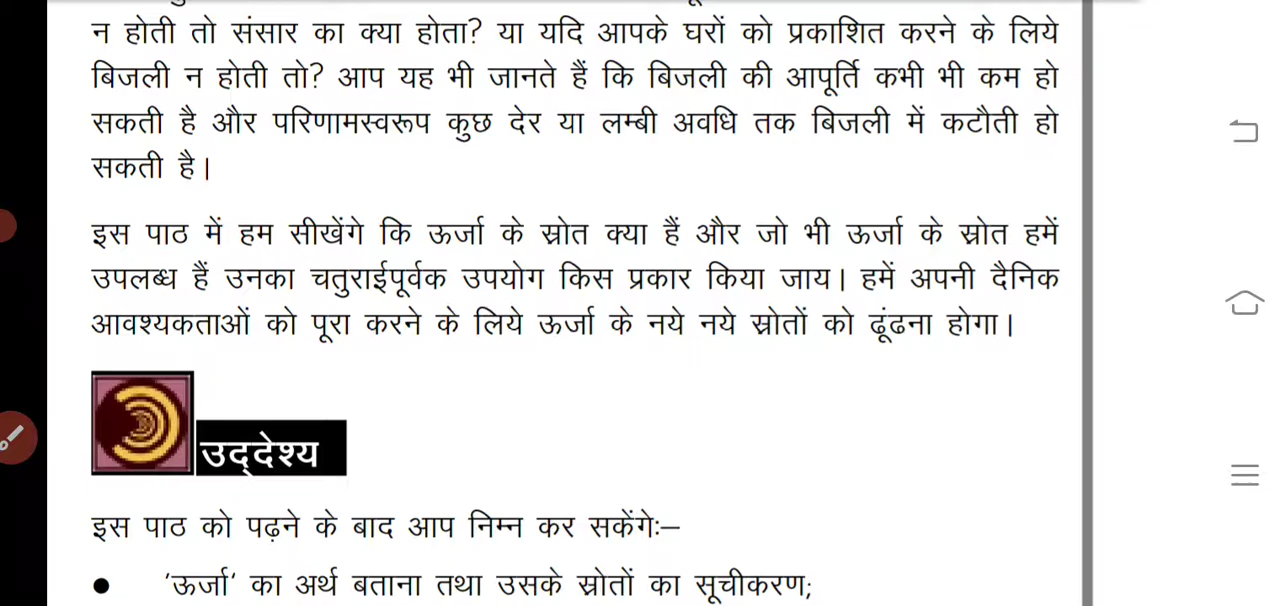 न होती तो संसार का क्या होता? या यदि आपके घरों को प्रकाशित करने के लिये
बिजली न होती तो? आप यह भी जानते हैं कि बिजली की आपूर्ति कभी भी कम हो
सकती है और परिणामस्वरूप कुछ देर या लम्बी अवधि तक बिजली में कटौती हो
सकती है।
इस पाठ में हम सीखेंगे कि ऊर्जा के स्रोत क्या हैं और जो भी ऊर्जा के स्रोत हमें
उपलब्ध हैं उनका चतुराईपूर्वक उपयोग किस प्रकार किया जाय। हमें अपनी दैनिक
आवश्यकताओं को पूरा करने के लिये ऊर्जा के नये नये स्रोतों को ढूंढना होगा।
उद्देश्य
इस पाठ को पढ़ने के बाद आप निम्न कर सकेंगेः–
● 'ऊर्जा' का अर्थ बताना तथा उसके स्रोतों का सूचीकरण;